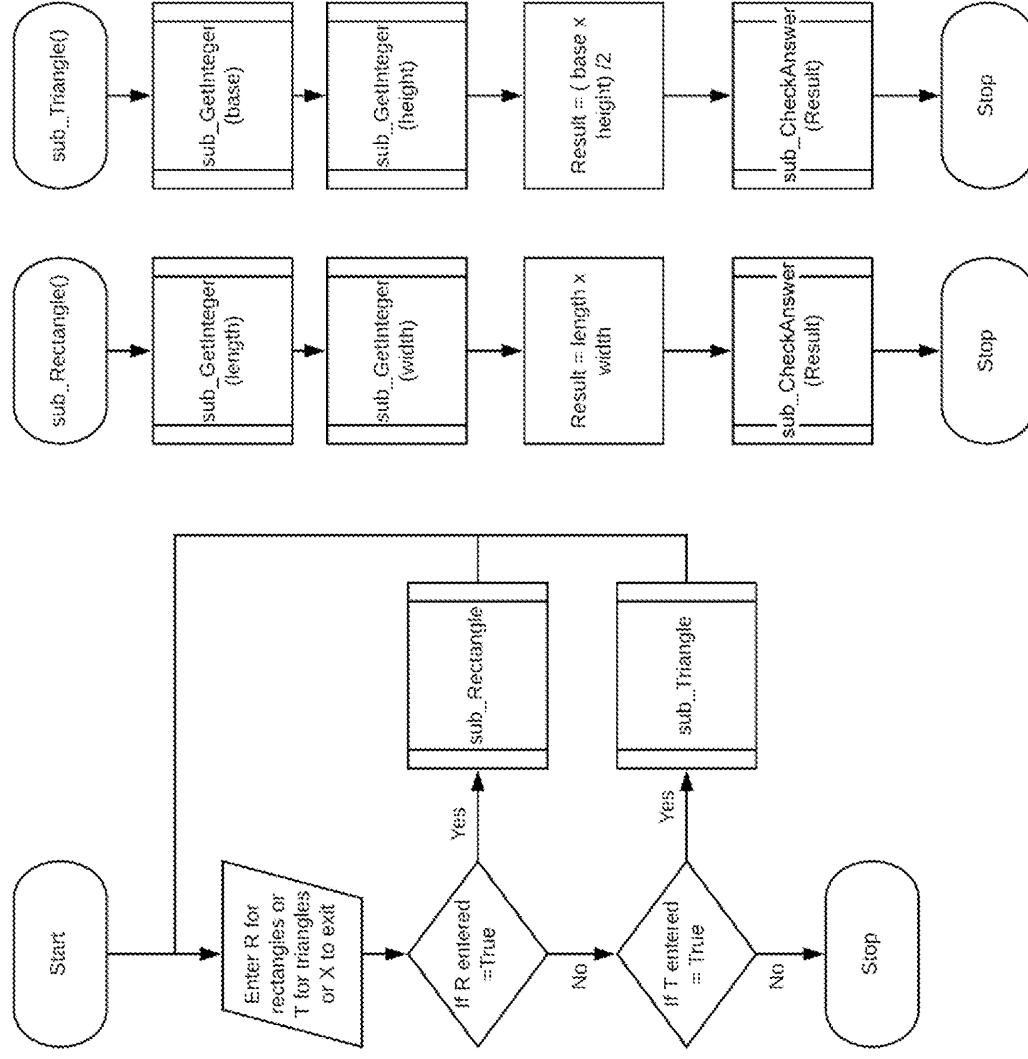 Start
Enter R for
rectangles or
T for triangles
or X to exit
If R entered
=True
Yes
sub_Rectangle
No
If T entered
= True
Yes
sub_Triangle
No
Stop
sub_Rectangle()
sub_GetInteger
(length)
sub_GetInteger
(width)
Result = length x
width
sub_CheckAnswer
(Result)
Stop
sub_Triangle()
sub_GetInteger
(base)
sub_GetInteger
(height)
Result = ( base x
height) /2
sub_CheckAnswer
(Result)
Stop